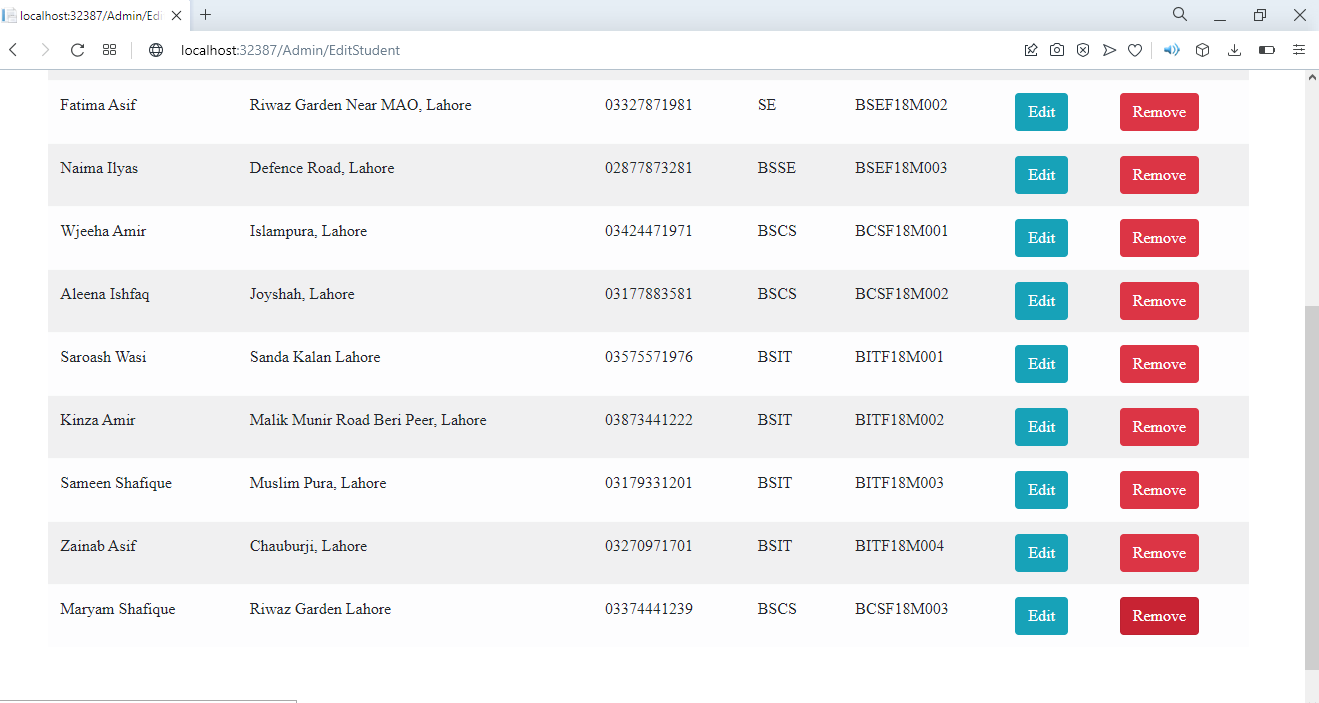 localhost:32387/Admin/Edi
localhost:32387/Admin/EditStudent
Fatima Asif Riwaz Garden Near MAO, Lahore 03327871981 SE BSEF18M002 Edit Remove
Naima Ilyas Defence Road, Lahore 02877873281 BSSE BSEF18M003 Edit Remove
Wjeeha Amir Islampura, Lahore 03424471971 BSCS BCSF18M001 Edit Remove
Aleena Ishfaq Joyshah, Lahore 03177883581 BSCS BCSF18M002 Edit Remove
Saroash Wasi Sanda Kalan Lahore 03575571976 BSIT BITF18M001 Edit Remove
Kinza Amir Malik Munir Road Beri Peer, Lahore 03873441222 BSIT BITF18M002 Edit Remove
Sameen Shafique Muslim Pura, Lahore 03179331201 BSIT BITF18M003 Edit Remove
Zainab Asif Chauburji, Lahore 03270971701 BSIT BITF18M004 Edit Remove
Maryam Shafique Riwaz Garden Lahore 03374441239 BSCS BCSF18M003 Edit Remove